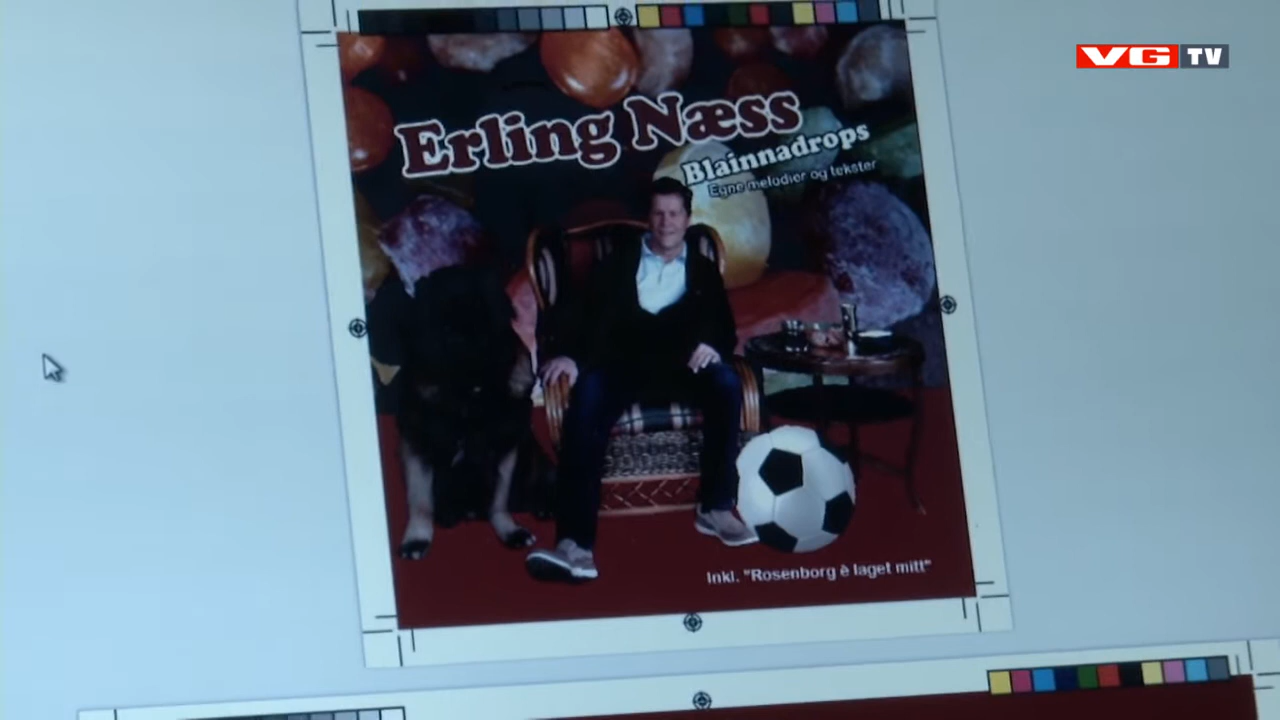 VG TV
Erling Næss
Blainnadrops
Egne melodier og tekster
Inkl. "Rosenborg è laget mitt"